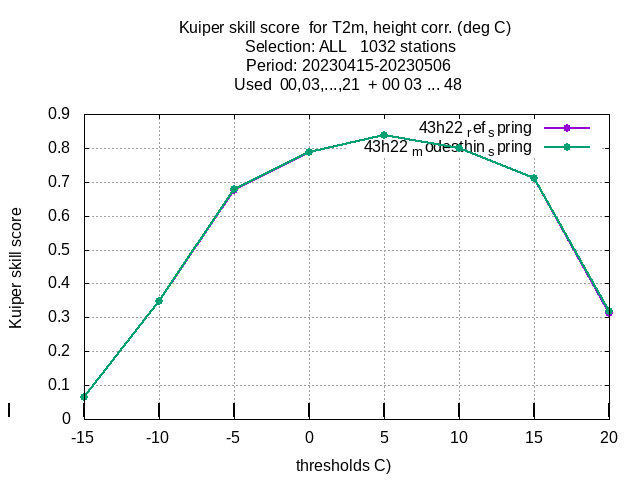 Kuiper skill score  for T2m, height corr. (deg C)
Selection: ALL   1032 stations
Period: 20230415-20230506
Used  00,03,...,21  + 00 03 ... 48
43h22 ref spring
43h22 modesthin spring
0.9
0.8
0.7
0.6
0.5
0.4
0.3
0.2
0.1
0
Kuiper skill score
-15 -10 -5 0 5 10 15 20
thresholds C)